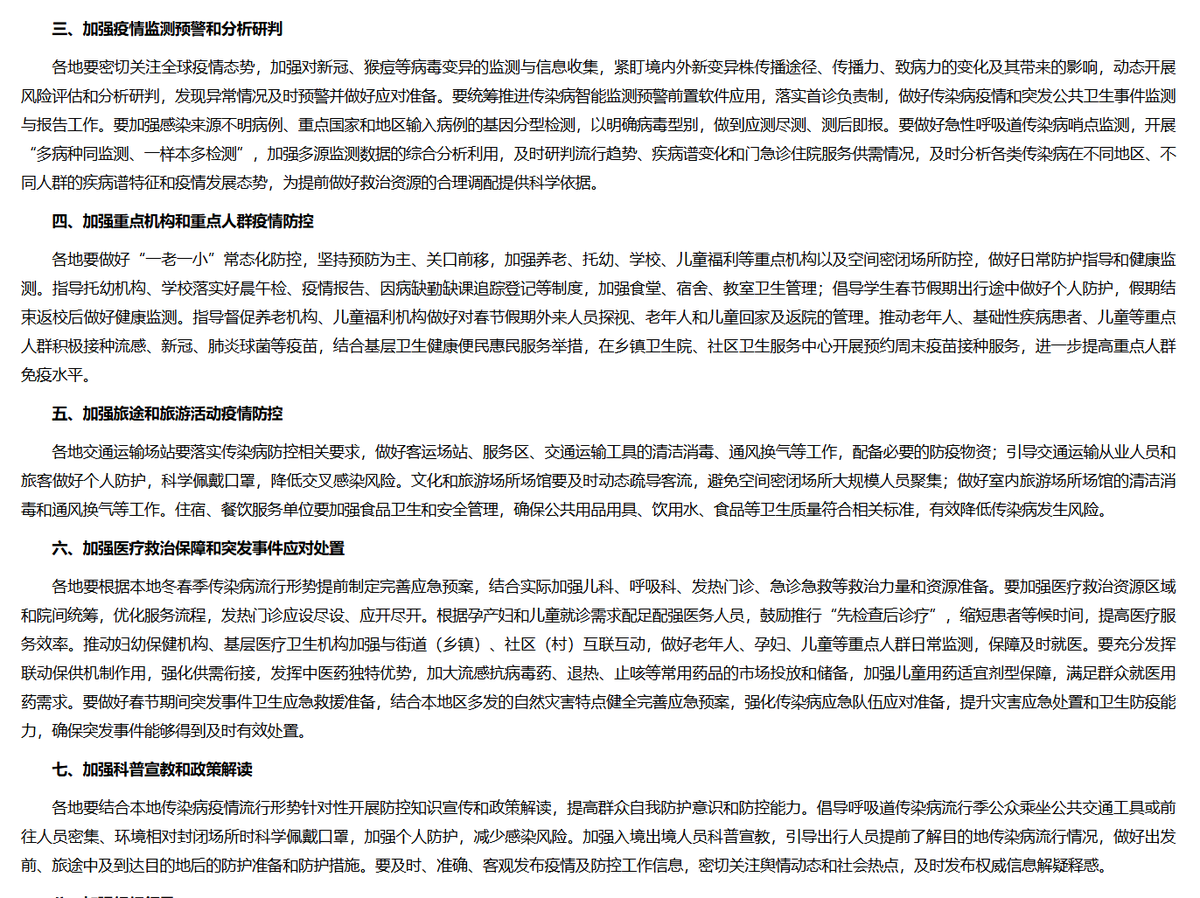 三、加强疫情监测预警和分析研判
各地要密切关注全球疫情态势，加强对新冠、猴痘等病毒变异的监测与信息收集，紧盯境内外新变异株传播途径、传播力、致病力的变化及其带来的影响，动态开展
风险评估和分析研判，发现异常情况及时预警并做好应对准备。要统筹推进传染病智能监测预警前置软件应用，落实首诊负责制，做好传染病疫情和突发公共卫生事件监测
与报告工作。要加强感染来源不明病例、重点国家和地区输入病例的基因分型检测，以明确病毒型别，做到应测尽测、测后即报。要做好急性呼吸道传染病哨点监测，开展
“多病种同监测、一样本多检测”，加强多源监测数据的综合分析利用，及时研判流行趋势、疾病谱变化和门急诊住院服务供需情况，及时分析各类传染病在不同地区、不
同人群的疾病谱特征和疫情发展态势，为提前做好救治资源的合理调配提供科学依据。
四、加强重点机构和重点人群疫情防控
各地要做好“一老一小”常态化防控，坚持预防为主、关口前移，加强养老、托幼、学校、儿童福利等重点机构以及空间密闭场所防控，做好日常防护指导和健康监
测。指导托幼机构、学校落实好晨午检、疫情报告、因病缺勤缺课追踪登记等制度，加强食堂、宿舍、教室卫生管理；倡导学生春节假期出行途中做好个人防护，假期结
束返校后做好健康监测。指导督促养老机构、儿童福利机构做好对春节假期外来人员探视、老年人和儿童回家及返院的管理。推动老年人、基础性疾病患者、儿童等重点
人群积极接种流感、新冠、肺炎球菌等疫苗，结合基层卫生健康便民惠民服务举措，在乡镇卫生院、社区卫生服务中心开展预约周末疫苗接种服务，进一步提高重点人群
免疫水平。
五、加强旅途和旅游活动疫情防控
各地交通运输场站要落实传染病防控相关要求，做好客运场站、服务区、交通运输工具的清洁消毒、通风换气等工作，配备必要的防疫物资；引导交通运输从业人员和
旅客做好个人防护，科学佩戴口罩，降低交叉感染风险。文化和旅游场所场馆要及时动态疏导客流，避免空间密闭场所大规模人员聚集；做好室内旅游场所场馆的清洁消
毒和通风换气等工作。住宿、餐饮服务单位要加强食品卫生和安全管理，确保公共用品用具、饮用水、食品等卫生质量符合相关标准，有效降低传染病发生风险。
六、加强医疗救治保障和突发事件应对处置
各地要根据本地冬春季传染病流行形势提前制定完善应急预案，结合实际加强儿科、呼吸科、发热门诊、急诊急救等救治力量和资源准备。要加强医疗救治资源区域
和院间统筹，优化服务流程，发热门诊应设尽设、应开尽开。根据孕产妇和儿童就诊需求配足配强医务人员，鼓励推行“先检查后诊疗”，缩短患者等候时间，提高医疗服
务效率。推动妇幼保健机构、基层医疗卫生机构加强与街道（乡镇）、社区（村）互联互动，做好老年人、孕妇、儿童等重点人群日常监测，保障及时就医。要充分发挥
联动保供机制作用，强化供需衔接，发挥中医药独特优势，加大流感抗病毒药、退热、止咳等常用药品的市场投放和储备，加强儿童用药适宜剂型保障，满足群众就医用
药需求。要做好春节期间突发事件卫生应急救援准备，结合本地区多发的自然灾害特点健全完善应急预案，强化传染病应急队伍应对准备，提升灾害应急处置和卫生防疫能
力，确保突发事件能够得到及时有效处置。
七、加强科普宣教和政策解读
各地要结合本地传染病疫情流行形势针对性开展防控知识宣传和政策解读，提高群众自我防护意识和防控能力。倡导呼吸道传染病流行季公众乘坐公共交通工具或前
往人员密集、环境相对封闭场所时科学佩戴口罩，加强个人防护，减少感染风险。加强入境出境人员科普宣教，引导出行人员提前了解目的地传染病流行情况，做好出发
前、旅途中及到达目的地后的防护准备和防护措施。要及时、准确、客观发布疫情及防控工作信息，密切关注舆情动态和社会热点，及时发布权威信息解疑释惑。